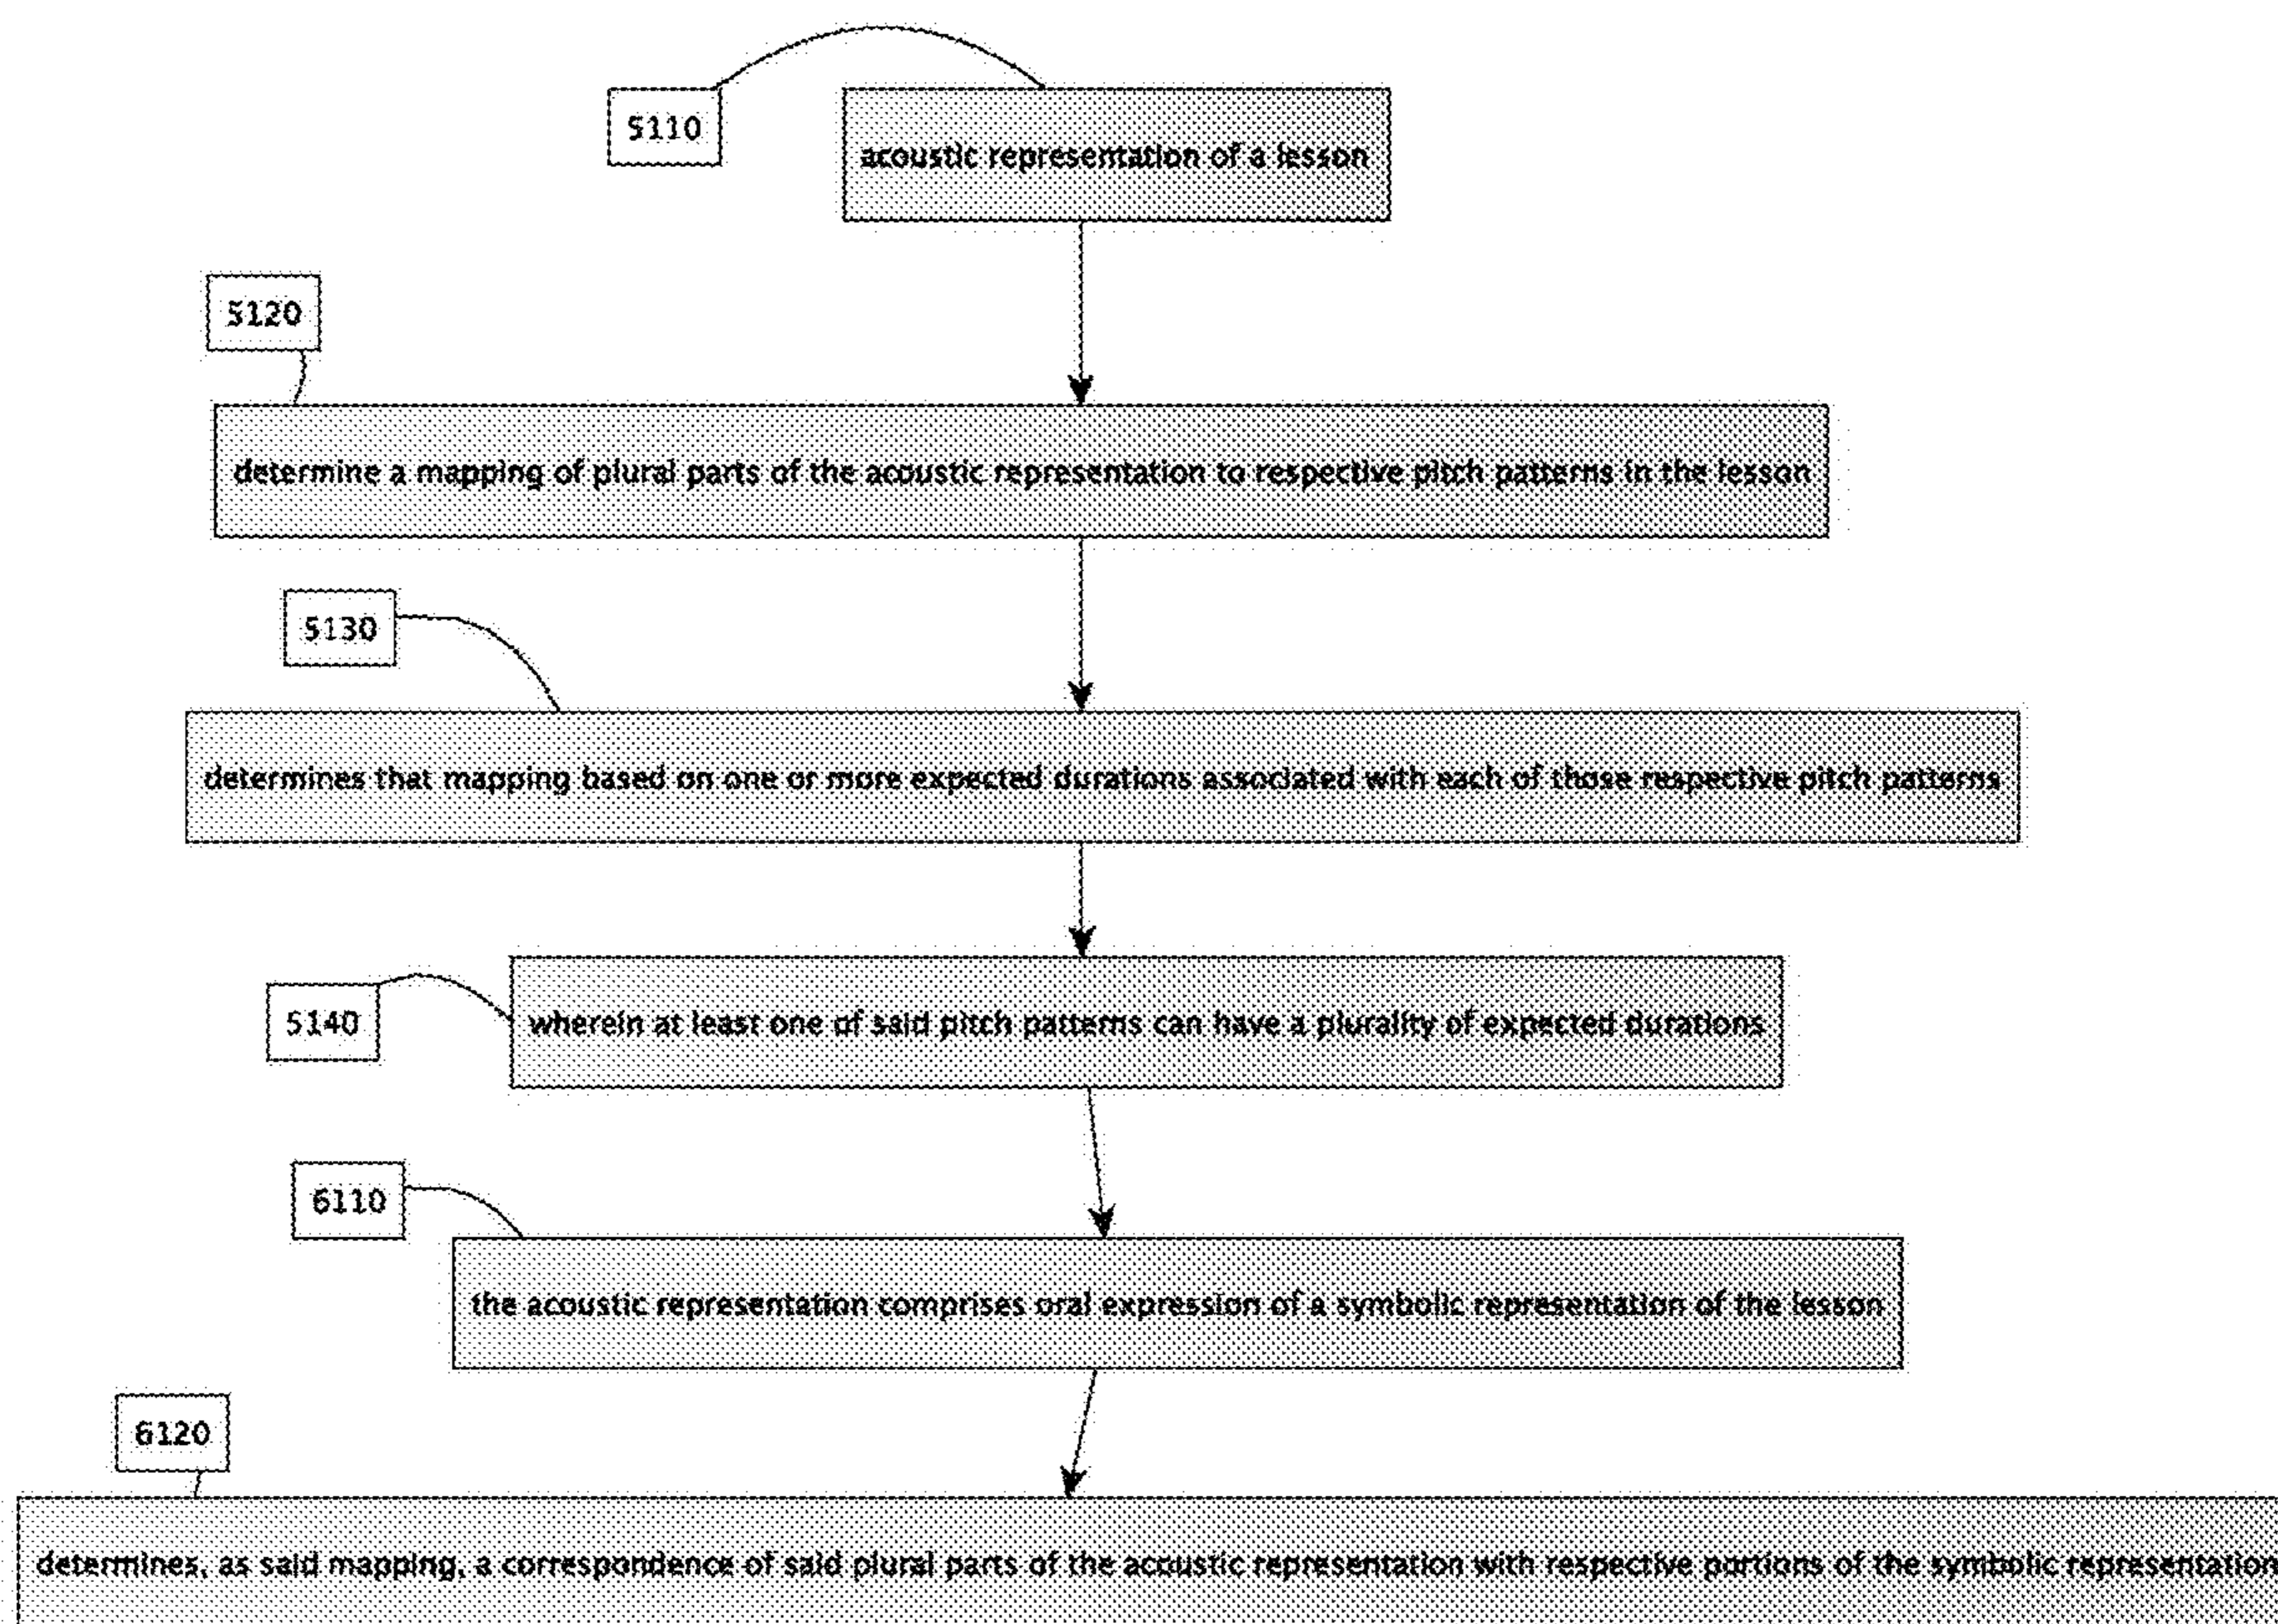 5110
acoustic representation of a lesson
5120
determine a mapping of plural parts of the acoustic representation to respective pitch patterns in the lesson
5130
determines that mapping based on one or more expected durations associated with each of those respective pitch patterns
5140
wherein at least one of said pitch patterns can have a plurality of expected durations
6110
the acoustic representation comprises oral expression of a symbolic representation of the lesson
6120
determines, as said mapping, a correspondence of said plural parts of the acoustic representation with respective portions of the symbolic representation